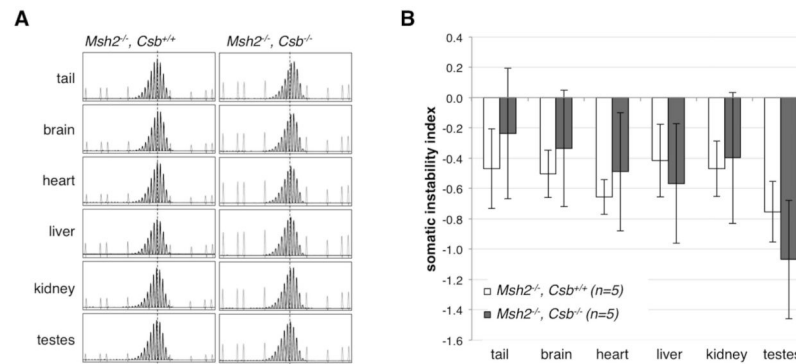 A
Msh2-/-, Csb+/+
Msh2-/-, Csb-/-
tail
brain
heart
liver
kidney
testes
B
somatic instability index
0.4
0.2
0.0
-0.2
-0.4
-0.6
-0.8
-1.0
-1.2
-1.4
-1.6
Msh2-/-, Csb+/+ (n=5)
Msh2-/-, Csb-/- (n=5)
tail brain heart liver kidney testes